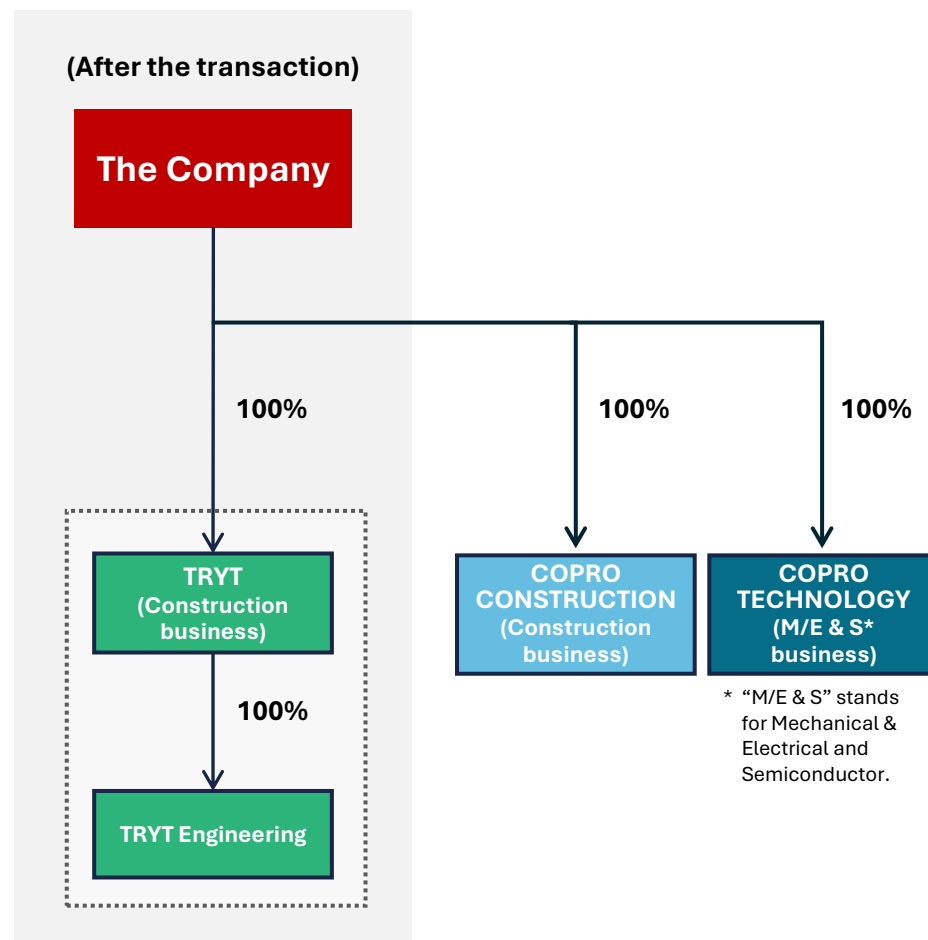 (After the transaction)
The Company
100%
100%
100%
TRYT
(Construction
business)
COPRO
CONSTRUCTION
(Construction
business)
COPRO
TECHNOLOGY
(M/E & S*
business)
* “M/E & S” stands
for Mechanical &
Electrical and
Semiconductor.
100%
TRYT Engineering